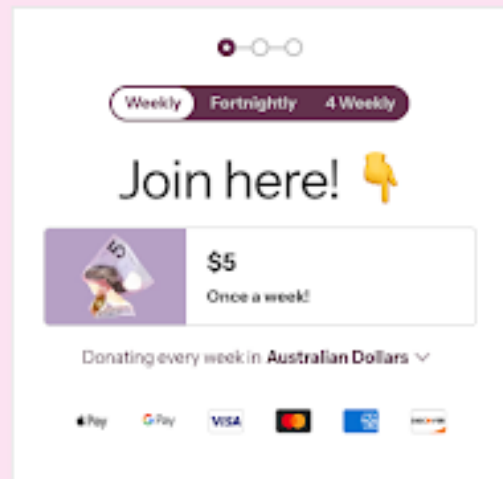 Weekly Fortnightly 4 Weekly
Join here! 👇
$5
Once a week!
Donating every week in Australian Dollars
Pay G Pay VISA